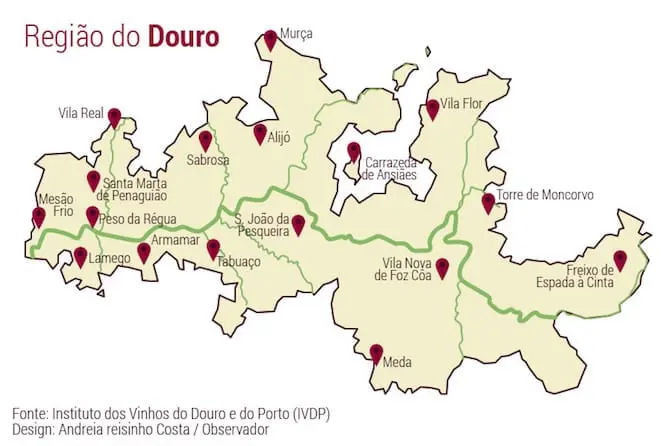 Região do Douro
Murça
Vila Real
Vila Flor
Alijó
Sabrosa
Carrazeda
de Ansiães
Santa Marta
de Penaguião
Mesão
Frio
Torre de Moncorvo
Peso da Régua
S. João da
Pesqueira
Armamar
Lamego
Tabuaço
Vila Nova
de Foz Côa
Freixo de
Espada à Cinta
Meda
Fonte: Instituto dos Vinhos do Douro e do Porto (IVDP)
Design: Andreia reisinho Costa / Observador